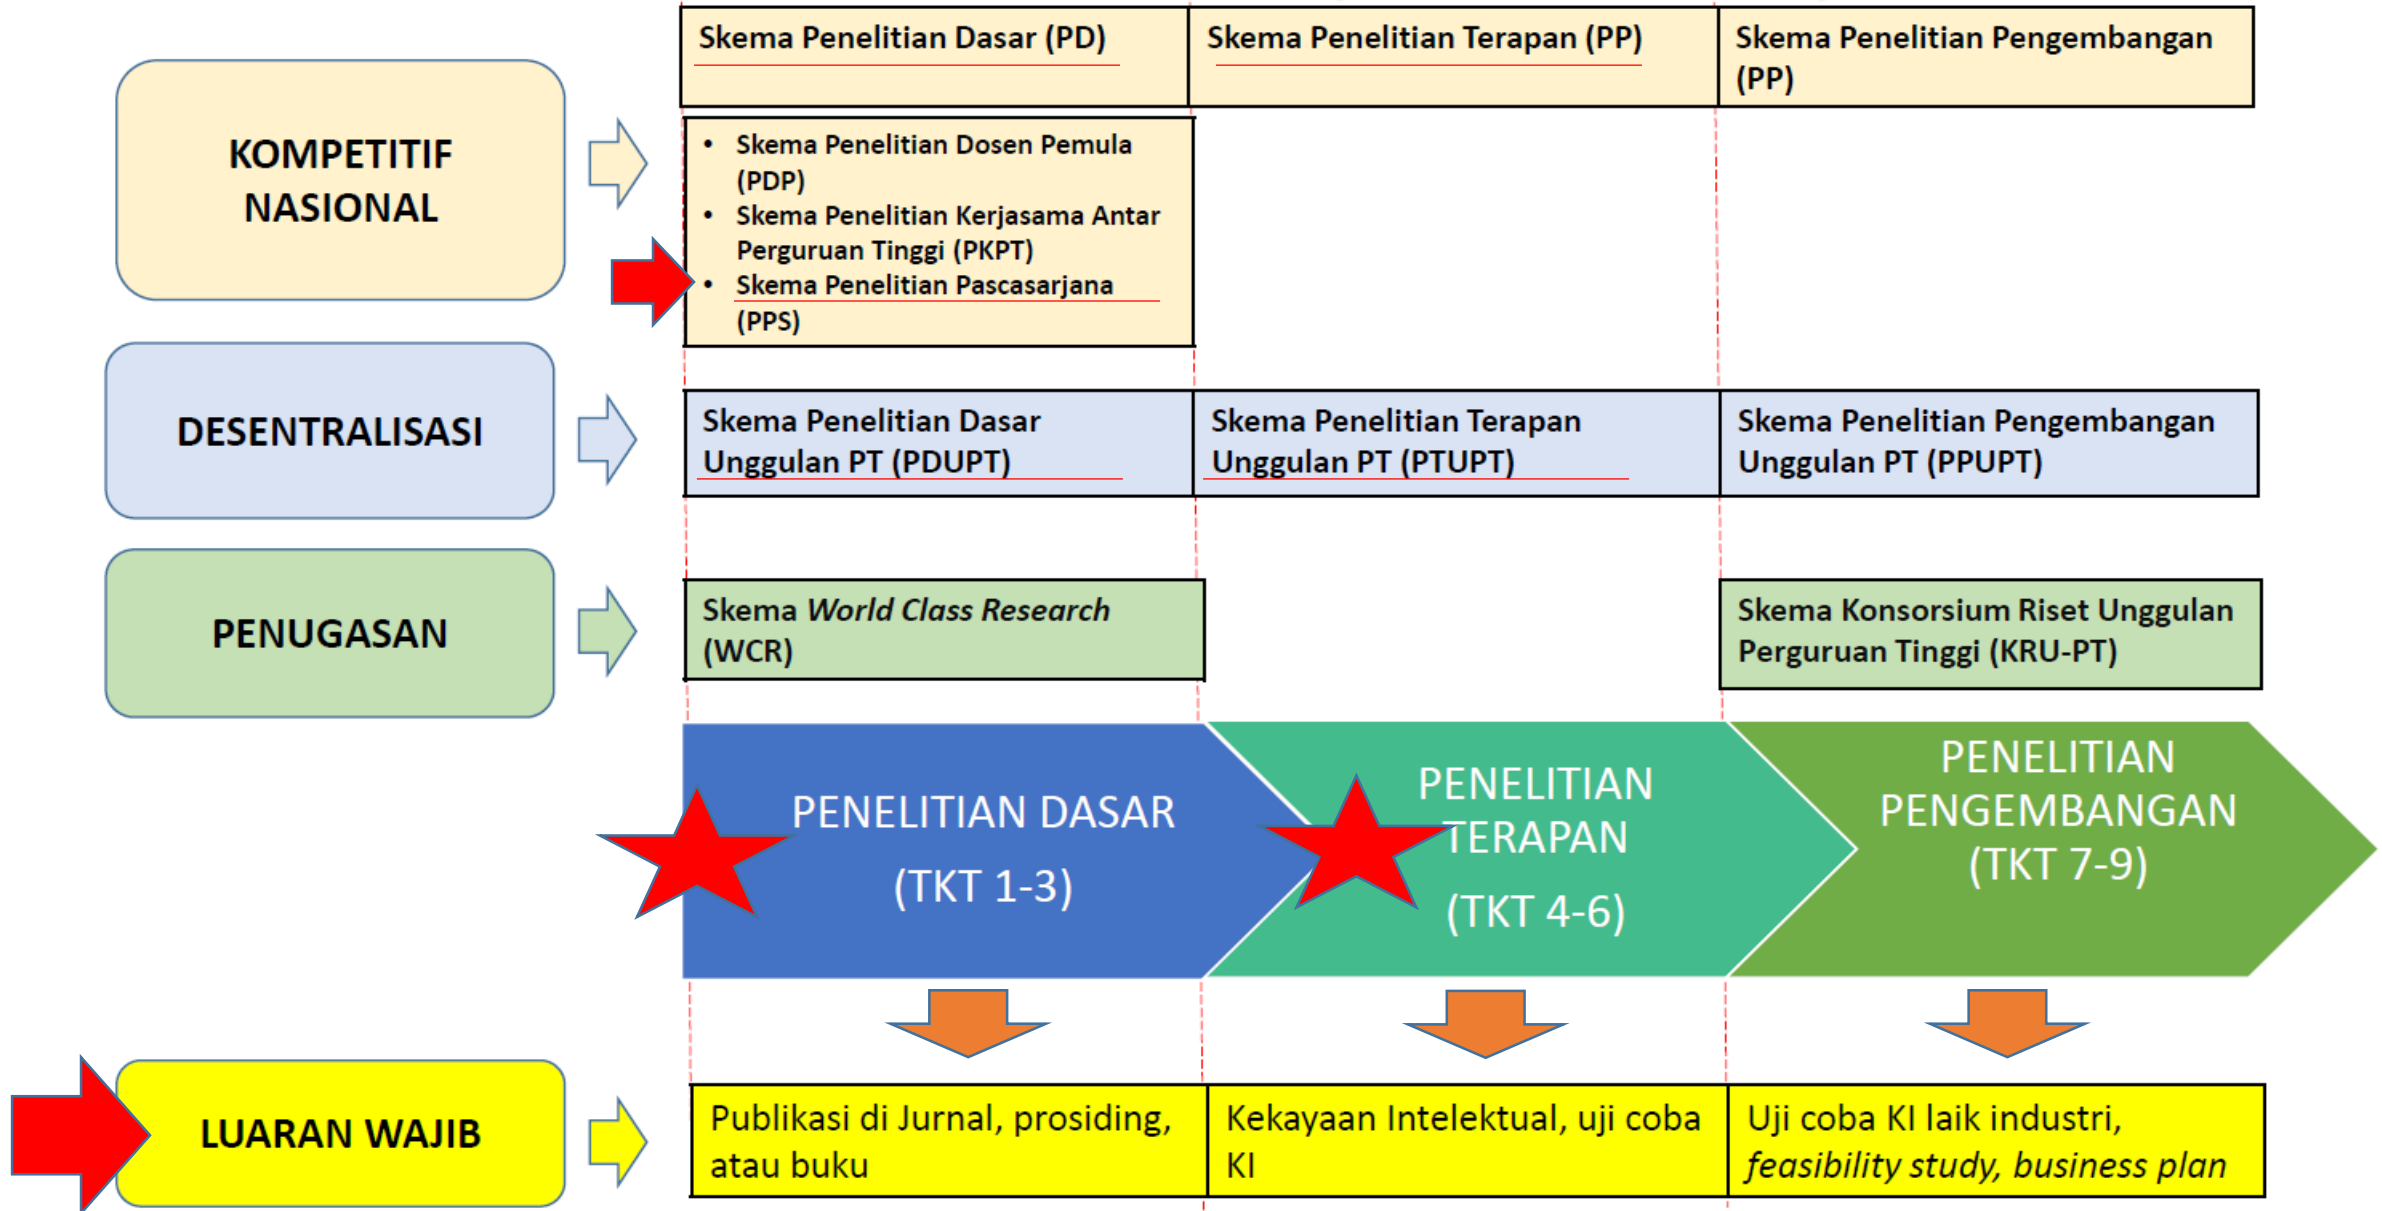 Skema Penelitian Dasar (PD)
Skema Penelitian Terapan (PP)
Skema Penelitian Pengembangan
(PP)
KOMPETITIF
NASIONAL
• Skema Penelitian Dosen Pemula
(PDP)
• Skema Penelitian Kerjasama Antar
Perguruan Tinggi (PKPT)
• Skema Penelitian Pascasarjana
(PPS)
DESENTRALISASI
Skema Penelitian Dasar
Unggulan PT (PDUPT)
Skema Penelitian Terapan
Unggulan PT (PTUPT)
Skema Penelitian Pengembangan
Unggulan PT (PPUPT)
PENUGASAN
Skema World Class Research
(WCR)
Skema Konsorsium Riset Unggulan
Perguruan Tinggi (KRU-PT)
PENELITIAN DASAR
(TKT 1-3)
PENELITIAN
TERAPAN
(TKT 4-6)
PENELITIAN
PENGEMBANGAN
(TKT 7-9)
LUARAN WAJIB
Publikasi di Jurnal, prosiding,
atau buku
Kekayaan Intelektual, uji coba
KI
Uji coba KI laik industri,
feasibility study, business plan